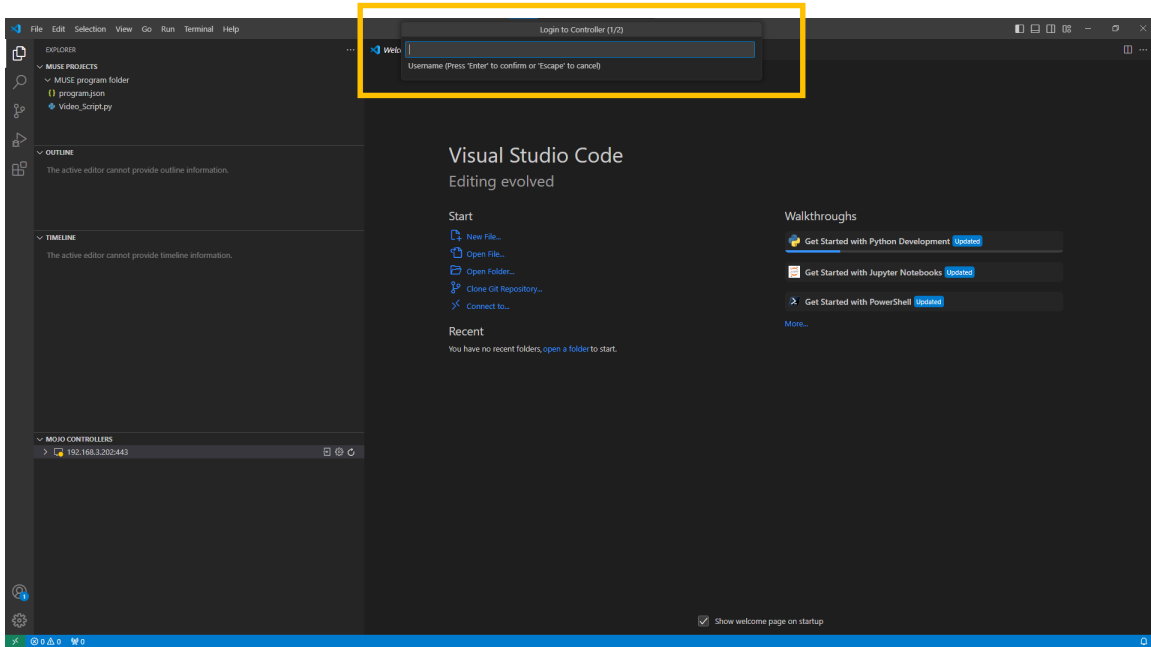 File Edit Selection View Go Run Terminal Help
Login to Controller (1/2)
Username (Press 'Enter' to confirm or 'Escape' to cancel)
EXPLORER
MUSE PROJECTS
MUSE program folder
{} program.json
Video_Script.py
OUTLINE
The active editor cannot provide outline information.
TIMELINE
The active editor cannot provide timeline information.
MOJO CONTROLLERS
192.168.3.202:443
Visual Studio Code
Editing evolved
Start
New File...
Open File...
Open Folder...
Clone Git Repository...
Connect to...
Recent
You have no recent folders, open a folder to start.
Walkthroughs
Get Started with Python Development Updated
Get Started with Jupyter Notebooks Updated
Get Started with PowerShell Updated
More...
Show welcome page on startup
1
0 0 0